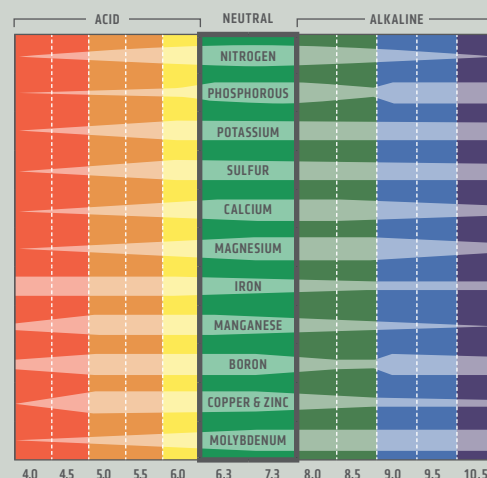 ACID NEUTRAL ALKALINE
NITROGEN
PHOSPHOROUS
POTASSIUM
SULFUR
CALCIUM
MAGNESIUM
IRON
MANGANESE
BORON
COPPER & ZINC
MOLYBDENUM
4.0 4.5 5.0 5.5 6.0 6.3 7.3 8.0 8.5 9.0 9.5 10.5